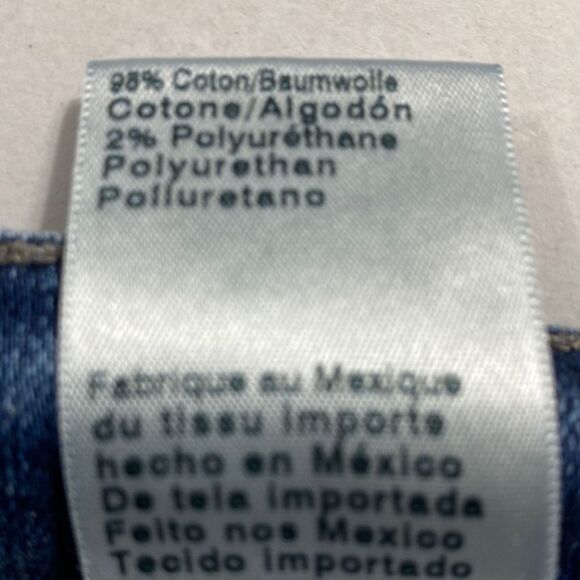 98% Coton/Baumwolle
Cotone/Algodón
2% Polyuréthane
Polyurethan
Poliuretano
Fabrique au Mexique
du tissu importe
hecho en México
De tela importada
Feito nos Mexico
Tecido importado